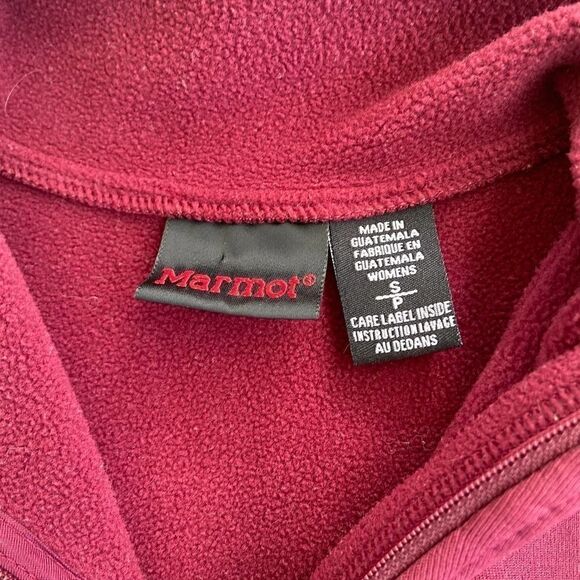 Marmot®
MADE IN
GUATEMALA
FABRIQUE EN
GUATEMALA
WOMENS
S
P
CARE LABEL INSIDE
INSTRUCTION LAVAGE
AU DEDANS